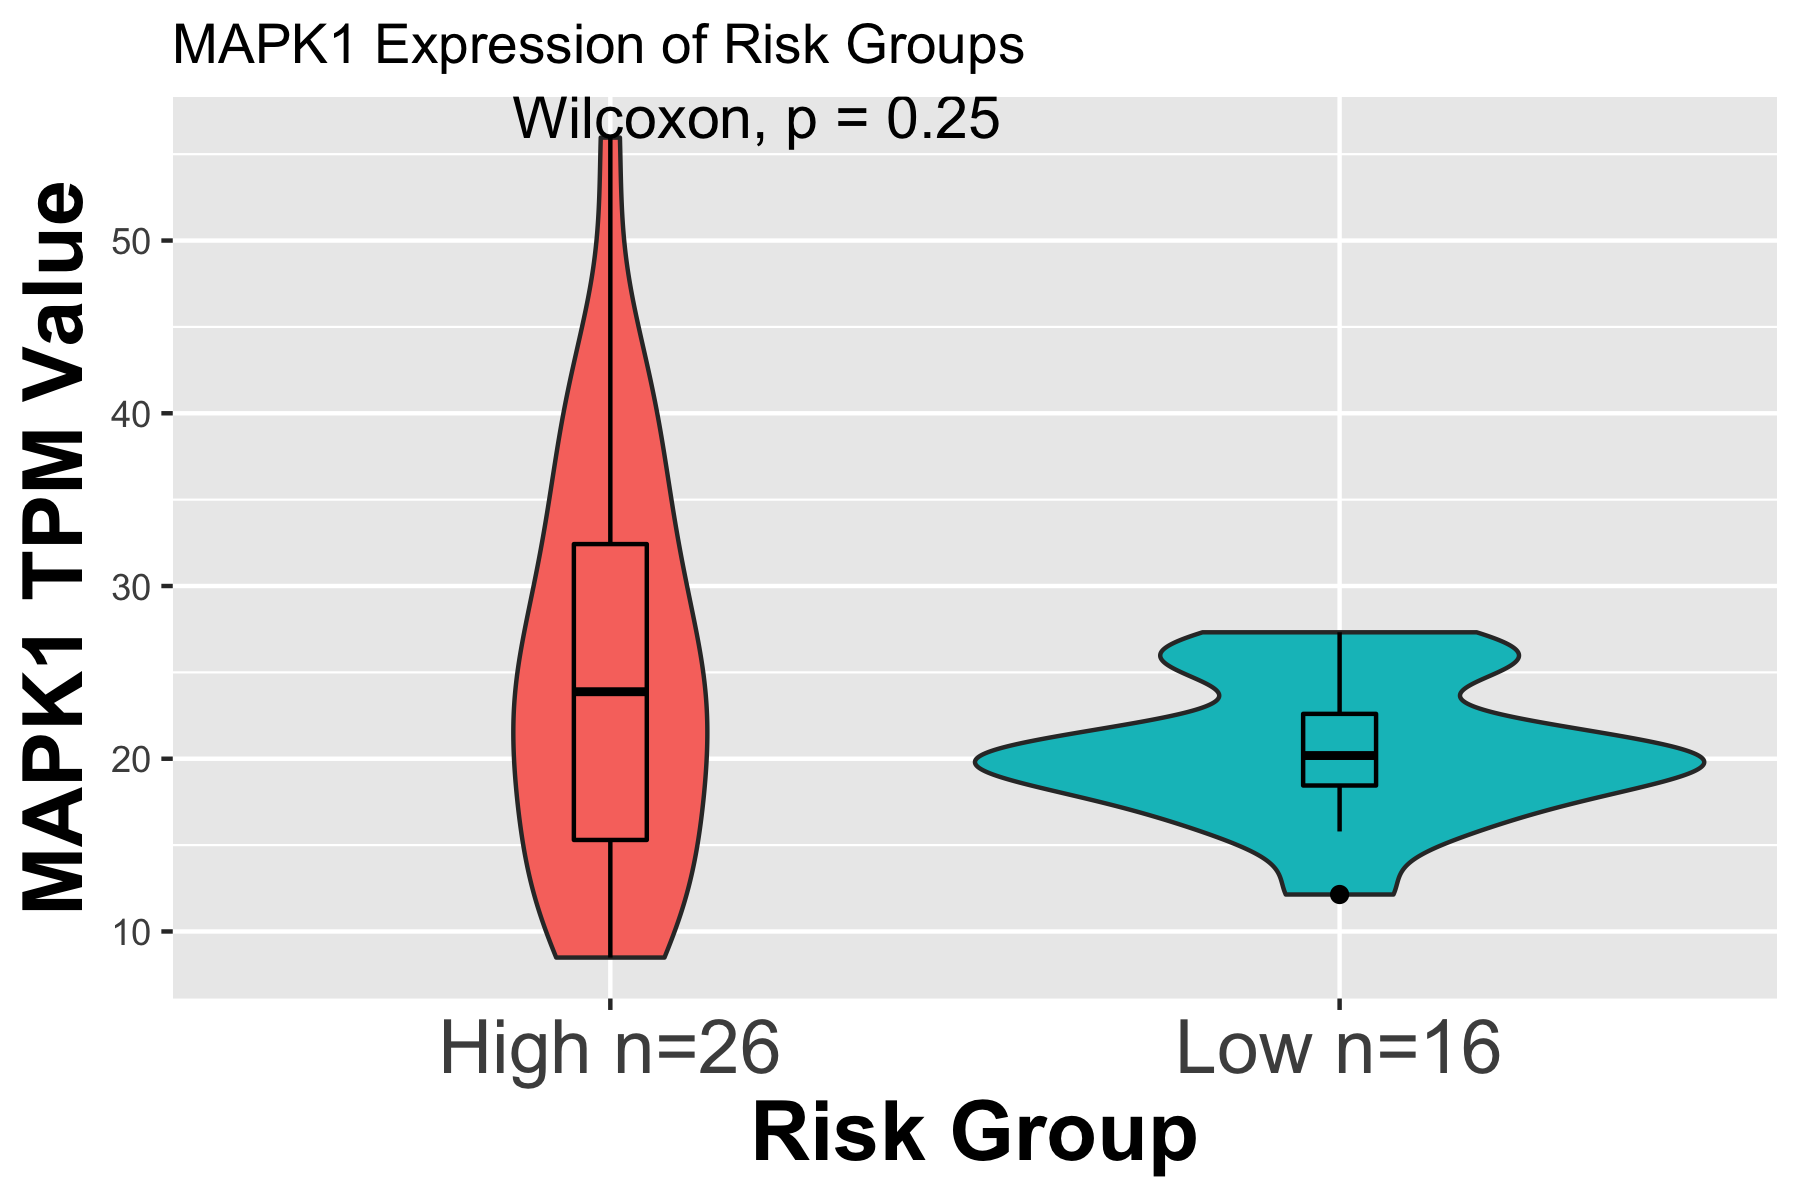 MAPK1 Expression of Risk Groups
Wilcoxon, p = 0.25
MAPK1 TPM Value
50
40
30
20
10
High n=26
Low n=16
Risk Group